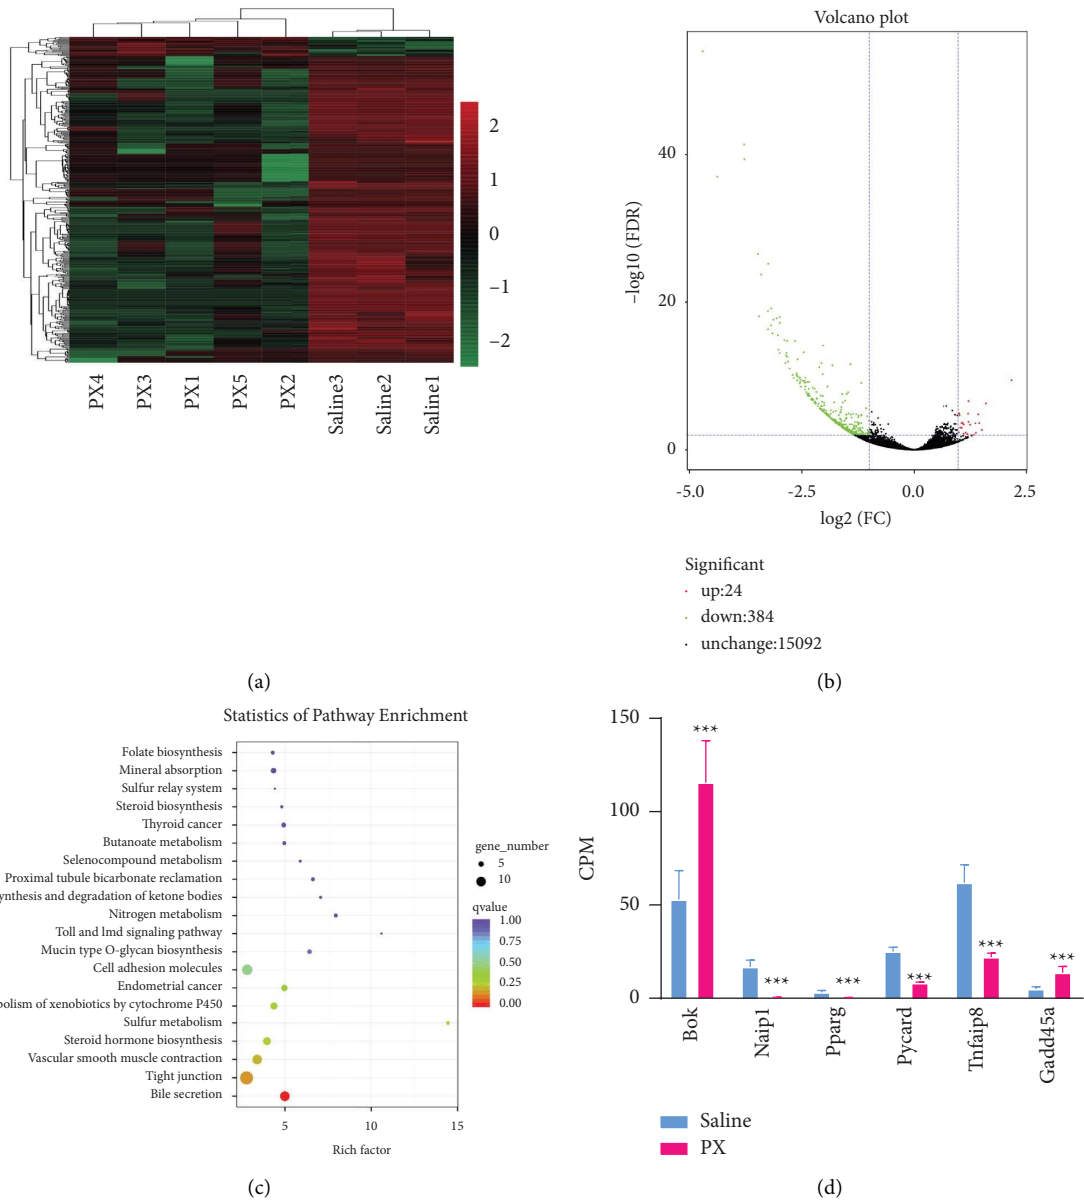 2
1
0
−1
−2
PX4
PX3
PX1
PX5
PX2
Saline3
Saline2
Saline1
(a)
Volcano plot
−log10 (FDR)
40
20
0
-5.0
-2.5
0.0
2.5
log2 (FC)
Significant
up:24
down:384
unchange:15092
(b)
Statistics of Pathway Enrichment
Folate biosynthesis
Mineral absorption
Sulfur relay system
Steroid biosynthesis
Thyroid cancer
Butanoate metabolism
Selenocompound metabolism
Proximal tubule bicarbonate reclamation
ynthesis and degradation of ketone bodies
Nitrogen metabolism
Toll and lmd signaling pathway
Mucin type O-glycan biosynthesis
Cell adhesion molecules
Endometrial cancer
bolism of xenobiotics by cytochrome P450
Sulfur metabolism
Steroid hormone biosynthesis
Vascular smooth muscle contraction
Tight junction
Bile secretion
5
10
15
Rich factor
gene_number
5
10
qvalue
1.00
0.75
0.50
0.25
0.00
(c)
CPM
150
100
50
0
***
***
***
***
***
***
Bok
Naip1
Pparg
Pycard
Tnfaip8
Gadd45a
Saline
PX
(d)